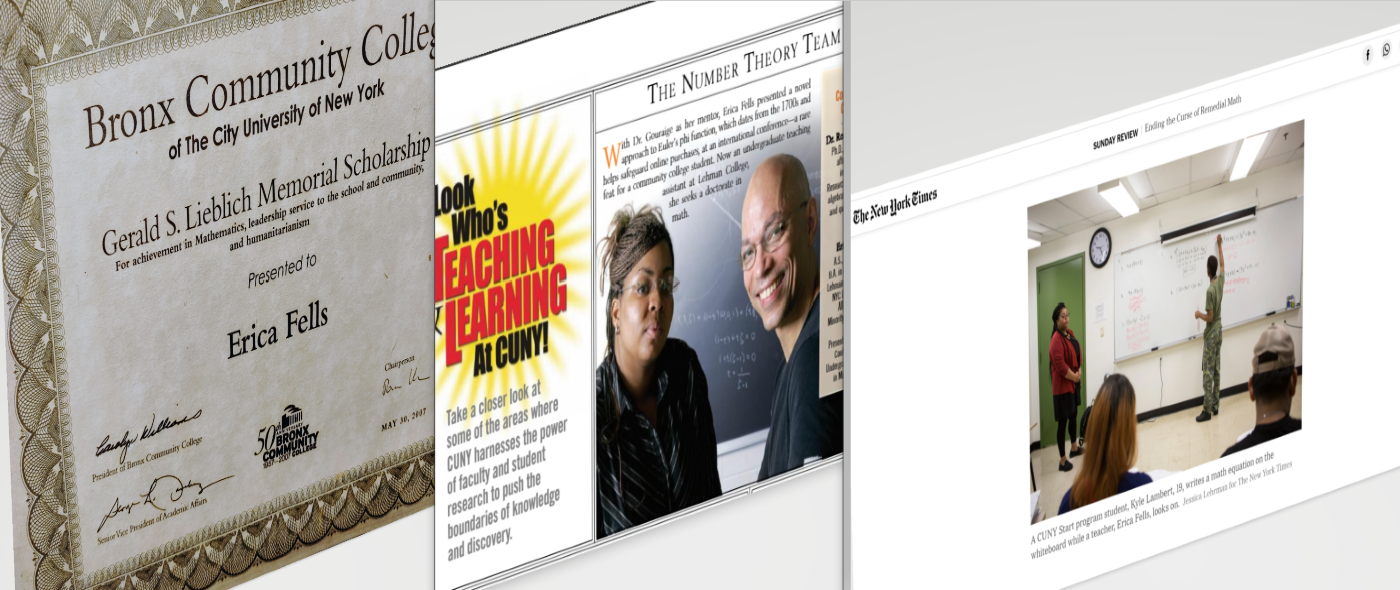 Bronx Community Colleg
of The City University of New York
Gerald S. Lieblich Memorial Scholarship
For achievement in Mathematics, leadership service to the school and community,
and humanitarianism
Presented to
Erica Fells
Chairperson
MAY 30, 2007
President of Bronx Community College
Senior Vice President of Academic Affairs
50
BRONX
COMMUNITY
COLLEGE
1957-2007
Look
Who's
TEACHING
LEARNING
At CUNY!
Take a closer look at
some of the areas where
CUNY harnesses the power
of faculty and student
research to push the
boundaries of knowledge
and discovery.
THE NUMBER THEORY TEAM
With Dr. Gouraige as her mentor, Erica Fells presented a novel
approach to Euler's phi function, which dates from the 1700s and
helps safeguard online purchases, at an international conference—a rare
feat for a community college student. Now an undergraduate teaching
assistant at Lehman College,
she seeks a doctorate in
math.
The New York Times
SUNDAY REVIEW | Ending the Curse of Remedial Math
A CUNY Start program student, Kyle Lambert, 19, writes a math equation on the
whiteboard while a teacher, Erica Fells, looks on. Jessica Lehrman for The New York Times